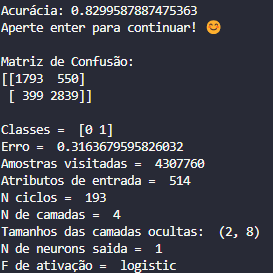 Acurácia: 0.8299587887475363
Aperte enter para continuar! 😊
Matriz de Confusão:
[[1793  550]
 [ 399 2839]]
Classes =  [0 1]
Erro =  0.3163679595826032
Amostras visitadas =  4307760
Atributos de entrada =  514
N ciclos =  193
N de camadas =  4
Tamanhos das camadas ocultas:  (2, 8)
N de neurons saida =  1
F de ativação =  logistic